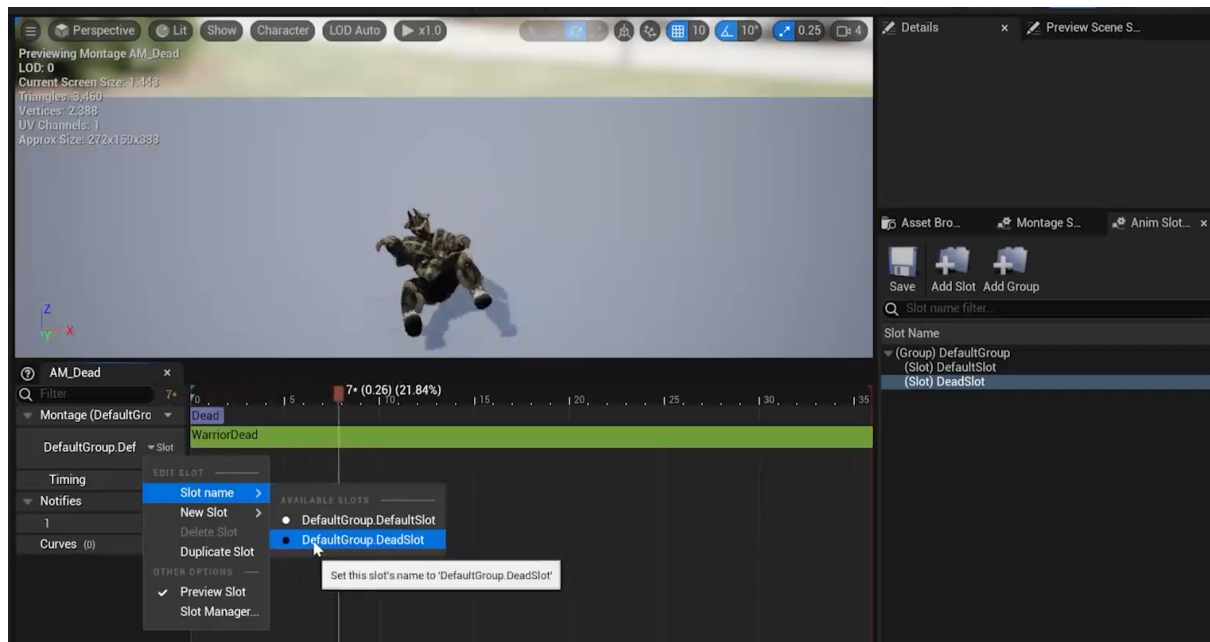 Perspective Lit Show Character LOD Auto x1.0 10 10° 0.25 4
Previewing Montage AM_Dead
LOD: 0
Current Screen Size: 1.443
Triangles: 3,460
Vertices: 2,388
UV Channels: 1
Approx Size: 272x159x333
Z
X
Y
Details
Preview Scene S...
Asset Bro...
Montage S...
Anim Slot...
Save
Add Slot
Add Group
Slot name filter...
Slot Name
(Group) DefaultGroup
(Slot) DefaultSlot
(Slot) DeadSlot
AM_Dead
Filter
7*
7* (0.26) (21.84%)
0 5 10 15 20 25 30 35
Montage (DefaultGro
Dead
DefaultGroup.Def
Slot
WarriorDead
Timing
Notifies
1
Curves (0)
EDIT SLOT
Slot name
New Slot
Delete Slot
Duplicate Slot
OTHER OPTIONS
Preview Slot
Slot Manager...
AVAILABLE SLOTS
DefaultGroup.DefaultSlot
DefaultGroup.DeadSlot
Set this slot's name to 'DefaultGroup.DeadSlot'